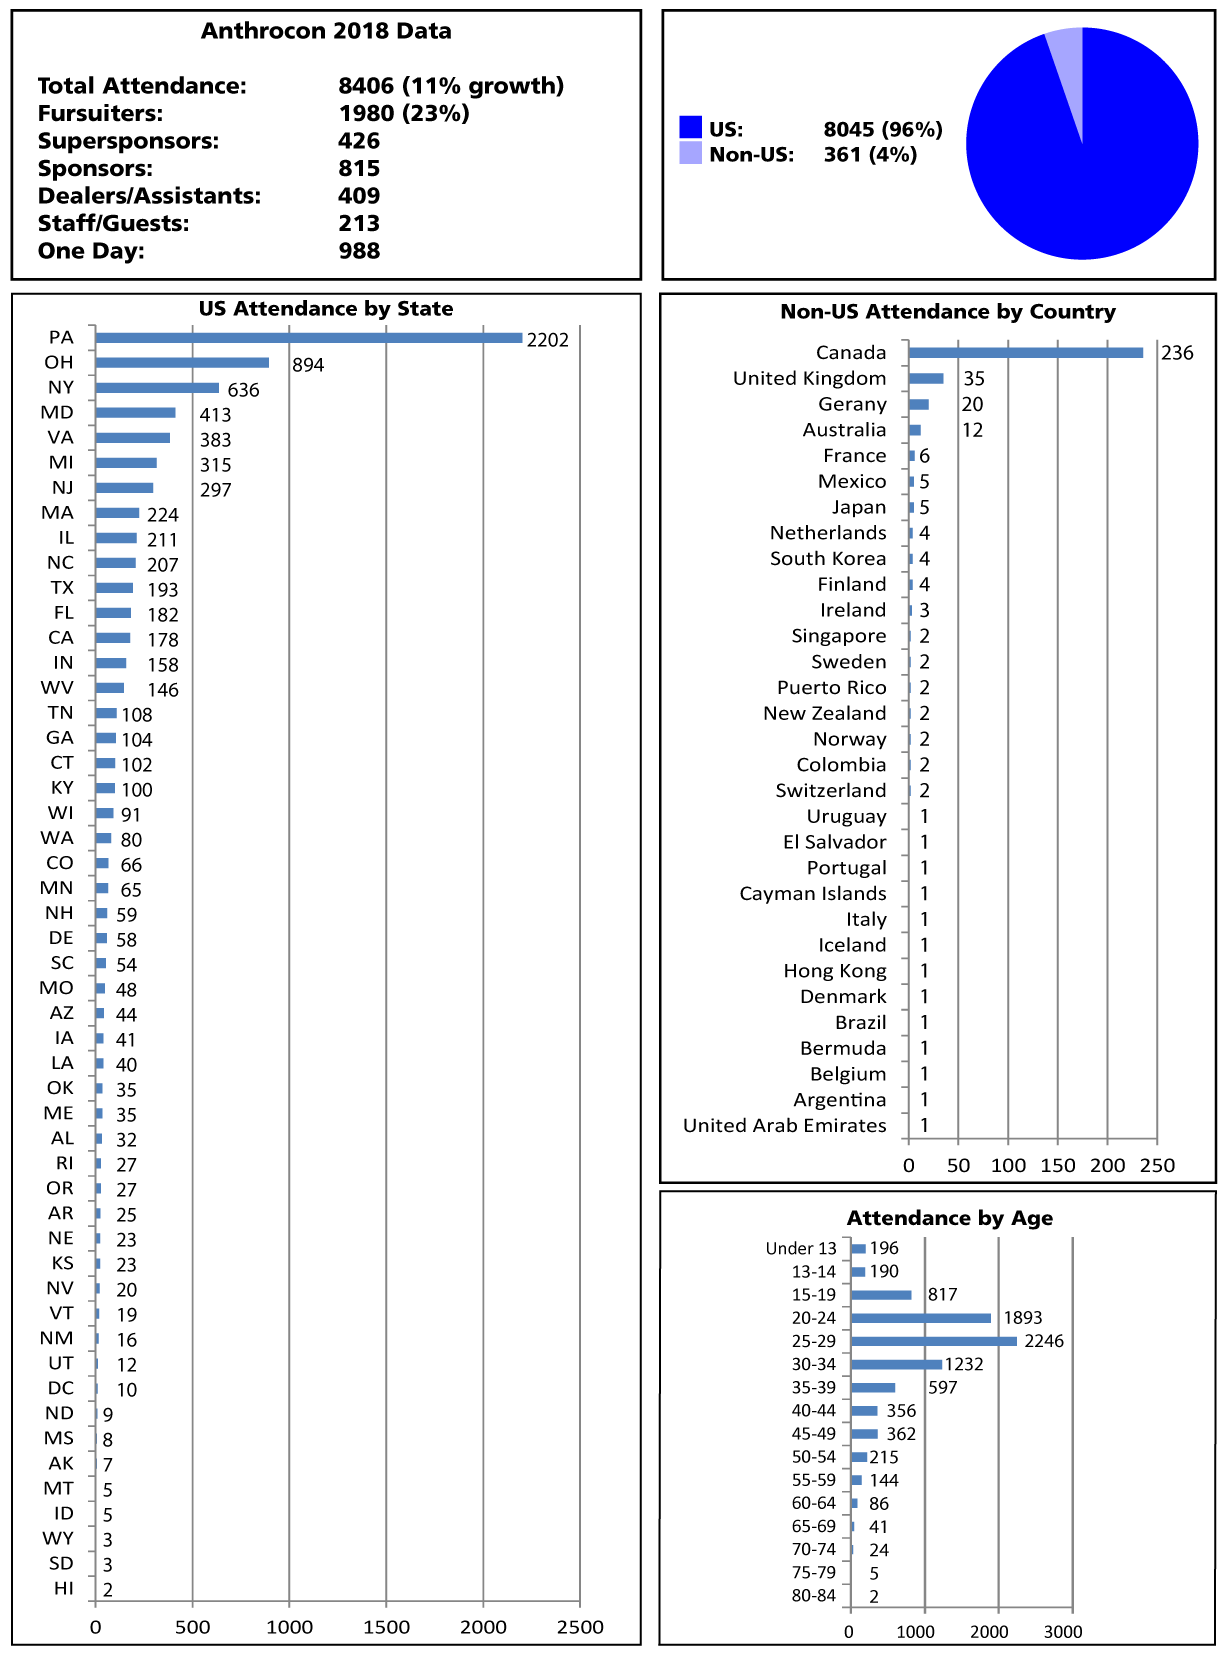 Anthrocon 2018 Data
Total Attendance: 8406 (11% growth)
Fursuiters: 1980 (23%)
Supersponsors: 426
Sponsors: 815
Dealers/Assistants: 409
Staff/Guests: 213
One Day: 988
US: 8045 (96%)
Non-US: 361 (4%)
US Attendance by State
PA 2202
OH 894
NY 636
MD 413
VA 383
MI 315
NJ 297
MA 224
IL 211
NC 207
TX 193
FL 182
CA 178
IN 158
WV 146
TN 108
GA 104
CT 102
KY 100
WI 91
WA 80
CO 66
MN 65
NH 59
DE 58
SC 54
MO 48
AZ 44
IA 41
LA 40
OK 35
ME 35
AL 32
RI 27
OR 27
AR 25
NE 23
KS 23
NV 20
VT 19
NM 16
UT 12
DC 10
ND 9
MS 8
AK 7
MT 5
ID 5
WY 3
SD 3
HI 2
0 500 1000 1500 2000 2500
Non-US Attendance by Country
Canada 236
United Kingdom 35
Gerany 20
Australia 12
France 6
Mexico 5
Japan 5
Netherlands 4
South Korea 4
Finland 4
Ireland 3
Singapore 2
Sweden 2
Puerto Rico 2
New Zealand 2
Norway 2
Colombia 2
Switzerland 2
Uruguay 1
El Salvador 1
Portugal 1
Cayman Islands 1
Italy 1
Iceland 1
Hong Kong 1
Denmark 1
Brazil 1
Bermuda 1
Belgium 1
Argentina 1
United Arab Emirates 1
0 50 100 150 200 250
Attendance by Age
Under 13 196
13-14 190
15-19 817
20-24 1893
25-29 2246
30-34 1232
35-39 597
40-44 356
45-49 362
50-54 215
55-59 144
60-64 86
65-69 41
70-74 24
75-79 5
80-84 2
0 1000 2000 3000